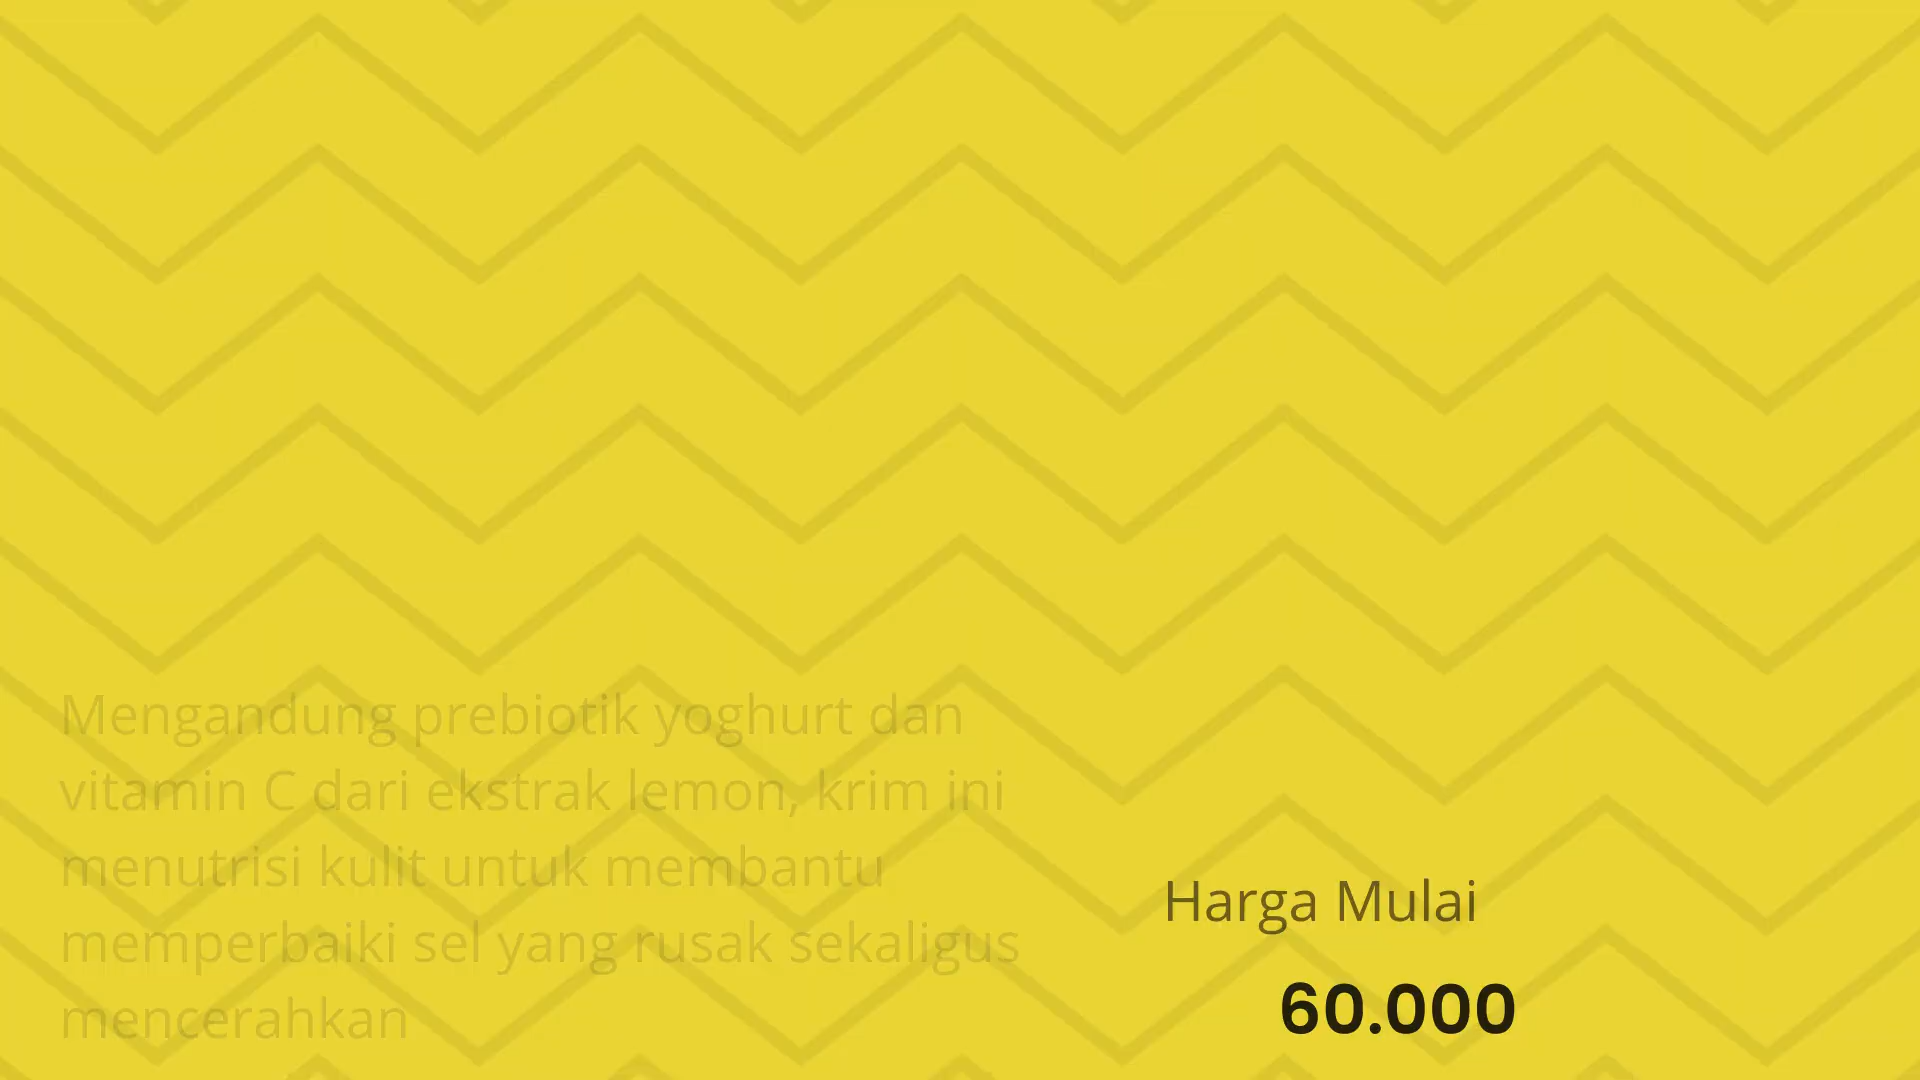 Mengandung prebiotik yoghurt dan
vitamin C dari ekstrak lemon, krim ini
menutrisi kulit untuk membantu
memperbaiki sel yang rusak sekaligus
mencerahkan
Harga Mulai
60.000